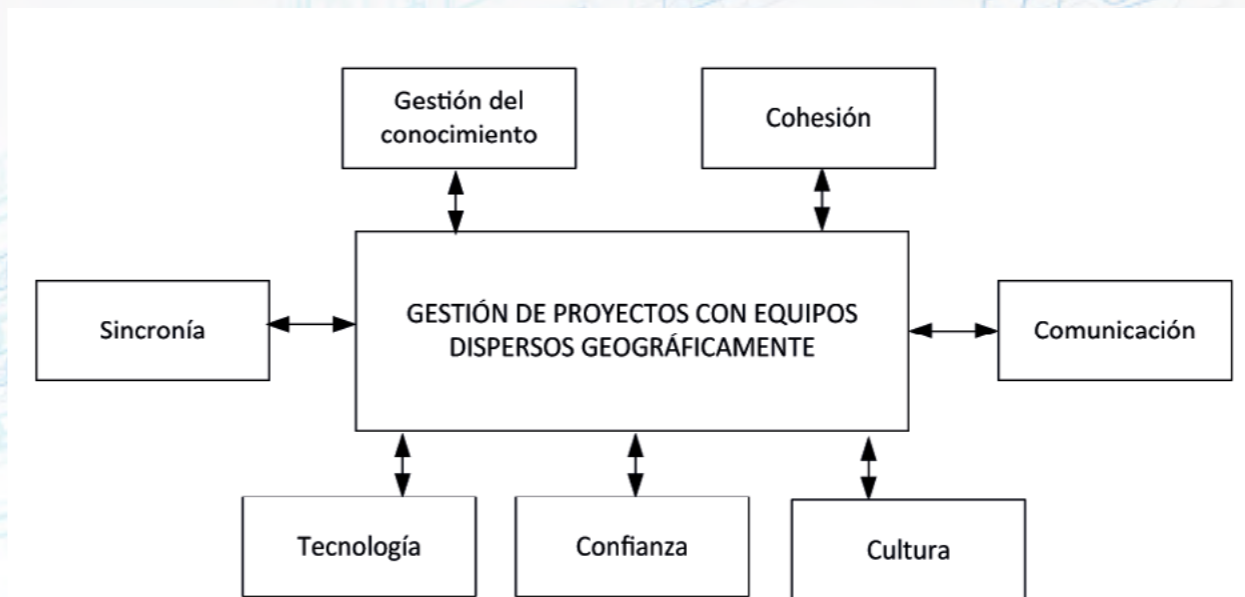 Gestión del
conocimiento
Cohesión
Sincronía
GESTIÓN DE PROYECTOS CON EQUIPOS
DISPERSOS GEOGRÁFICAMENTE
Comunicación
Tecnología
Confianza
Cultura